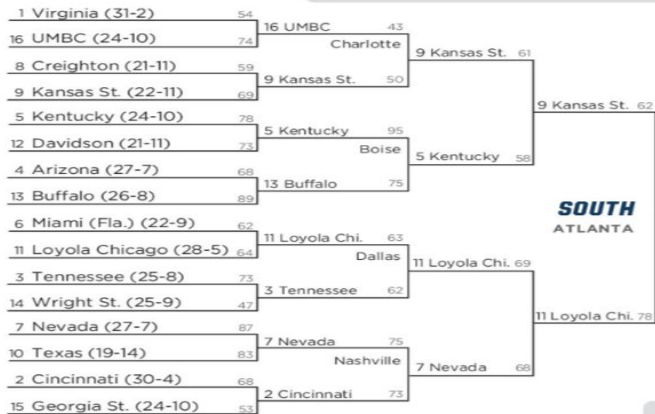 1 Virginia (31-2) 54
16 UMBC (24-10) 74
8 Creighton (21-11) 59
9 Kansas St. (22-11) 69
5 Kentucky (24-10) 78
12 Davidson (21-11) 73
4 Arizona (27-7) 68
13 Buffalo (26-8) 89
6 Miami (Fla.) (22-9) 62
11 Loyola Chicago (28-5) 64
3 Tennessee (25-8) 73
14 Wright St. (25-9) 47
7 Nevada (27-7) 87
10 Texas (19-14) 83
2 Cincinnati (30-4) 68
15 Georgia St. (24-10) 53
16 UMBC 43
Charlotte
9 Kansas St. 50
5 Kentucky 95
Boise
13 Buffalo 75
11 Loyola Chi. 63
Dallas
3 Tennessee 62
7 Nevada 75
Nashville
2 Cincinnati 73
9 Kansas St. 61
5 Kentucky 58
11 Loyola Chi. 69
7 Nevada 68
9 Kansas St. 62
SOUTH
ATLANTA
11 Loyola Chi. 78